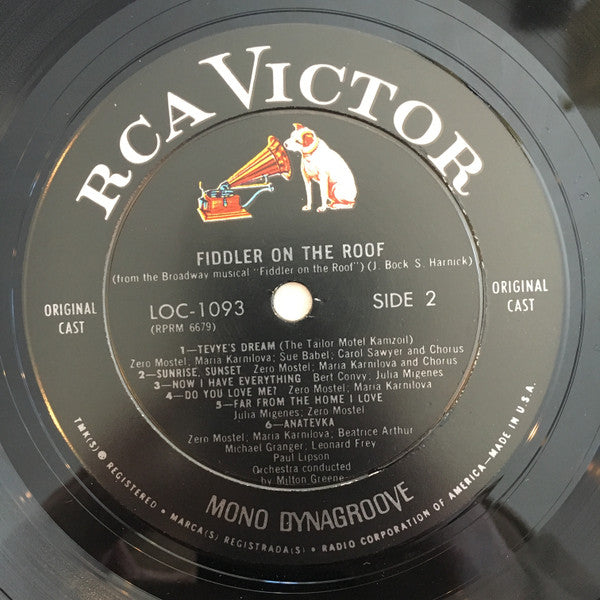 RCA VICTOR
FIDDLER ON THE ROOF
(from the Broadway musical "Fiddler on the Roof") (J. Bock S. Harnick)
ORIGINAL
CAST
LOC-1093
(RPRM 6679)
SIDE 2
ORIGINAL
CAST
1—TEVYE'S DREAM (The Tailor Motel Kamzoil)
Zero Mostel; Maria Karnilova; Sue Babel; Carol Sawyer and Chorus
2—SUNRISE, SUNSET Zero Mostel; Maria Karnilova and Chorus
3—NOW I HAVE EVERYTHING Bert Convy; Julia Migenes
4—DO YOU LOVE ME? Zero Mostel; Maria Karnilova
5—FAR FROM THE HOME I LOVE
Julia Migenes; Zero Mostel
6—ANATEVKA
Zero Mostel; Maria Karnilova, Beatrice Arthur
Michael Granger; Leonard Frey
Paul Lipson
Orchestra conducted
by Milton Greene
MONO DYNAGROOVE
TMK(S) ® REGISTERED • MARCA(S) REGISTRADA(S) • RADIO CORPORATION OF AMERICA—MADE IN U.S.A.